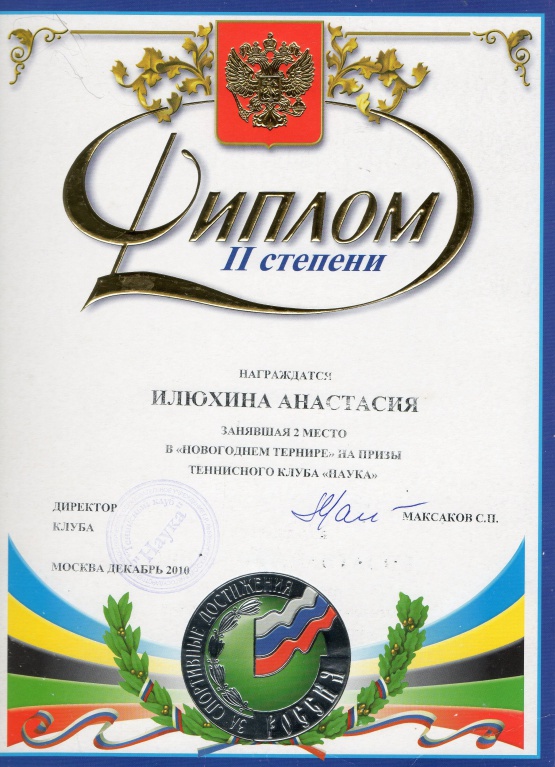 Диплом
II степени
НАГРАЖДАТСЯ
ИЛЮХИНА АНАСТАСИЯ
ЗАНЯВШАЯ 2 МЕСТО
В «НОВОГОДНЕМ ТЕРНИРЕ» НА ПРИЗЫ
ТЕННИСНОГО КЛУБА «НАУКА»
ДИРЕКТОР
КЛУБА
МАКСАКОВ С.П.
Наука
МОСКВА ДЕКАБРЬ 2010
ЗА СПОРТИВНЫЕ ДОСТИЖЕНИЯ
РОССИЯ